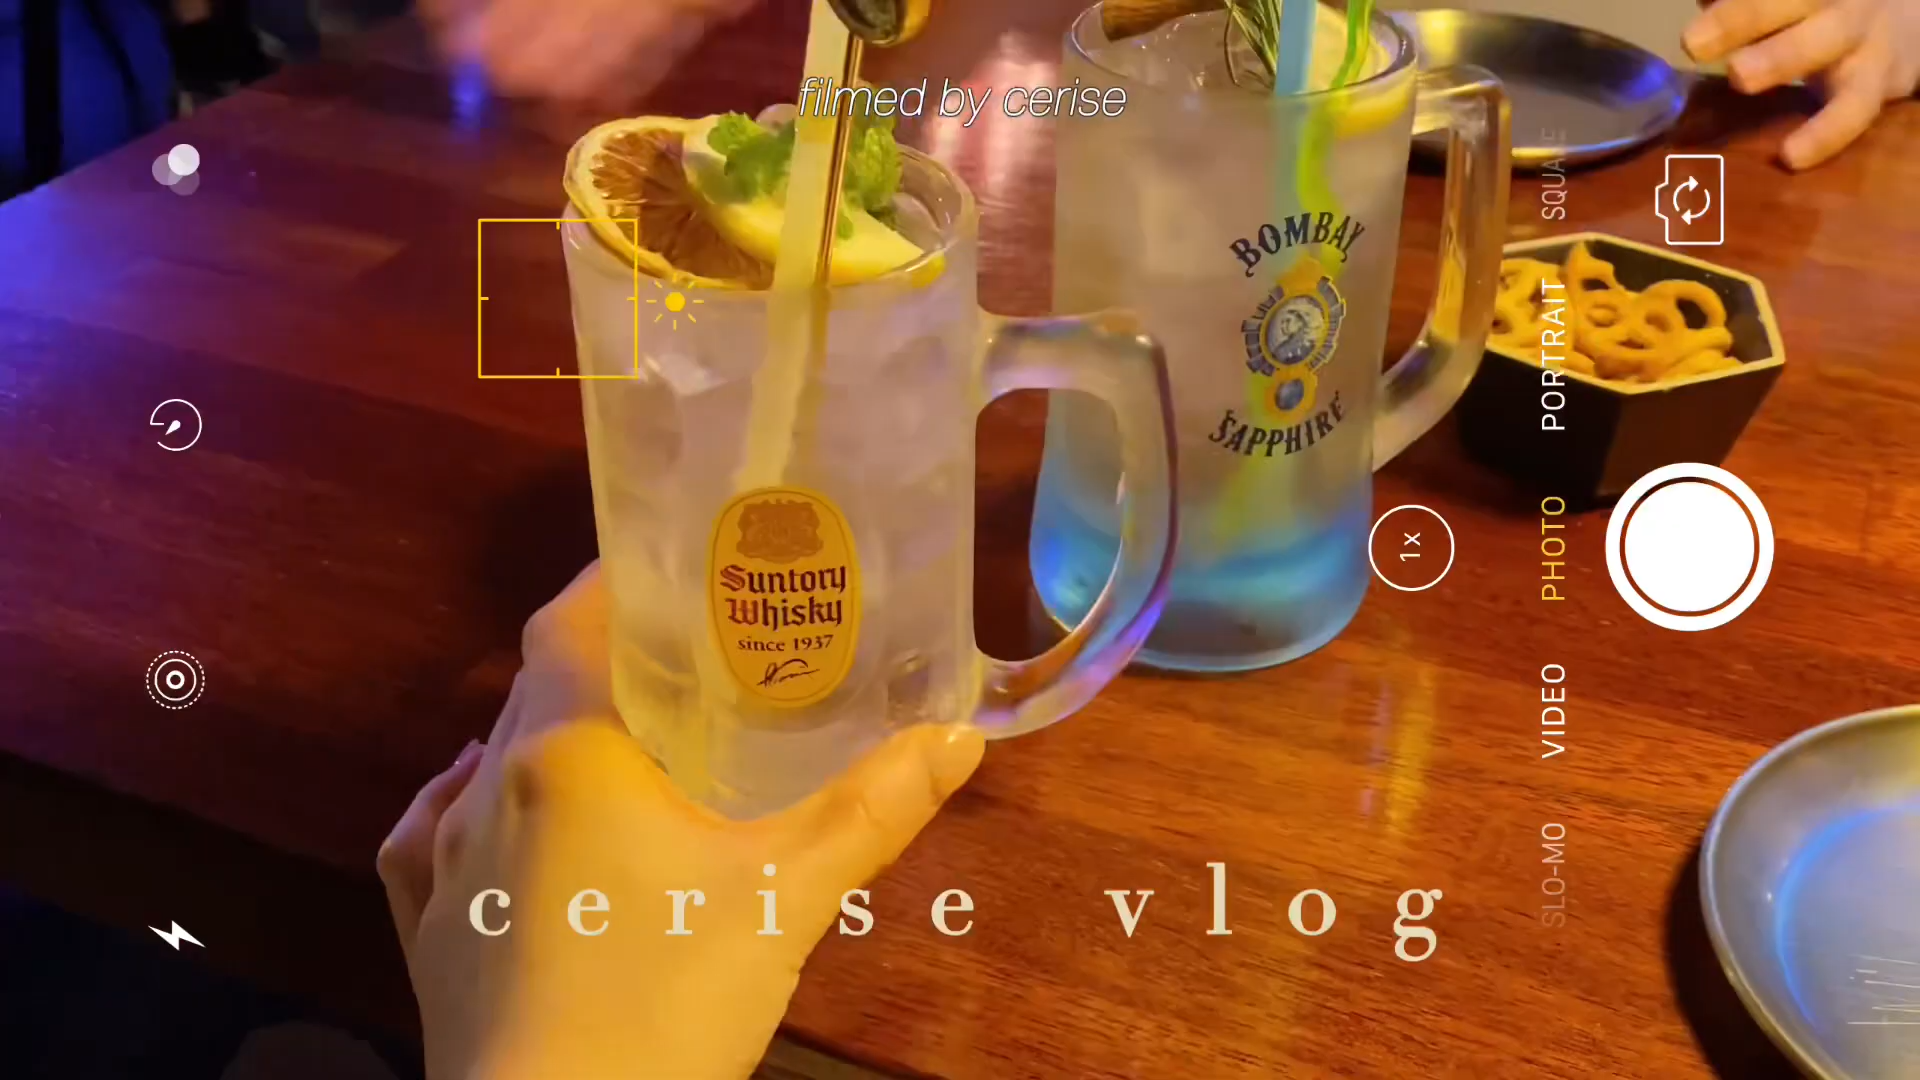 filmed by cerise
BOMBAY
SAPPHIRE
Suntory
Whisky
since 1937
SQUARE
PORTRAIT
PHOTO
VIDEO
SLO-MO
1x
cerise vlog